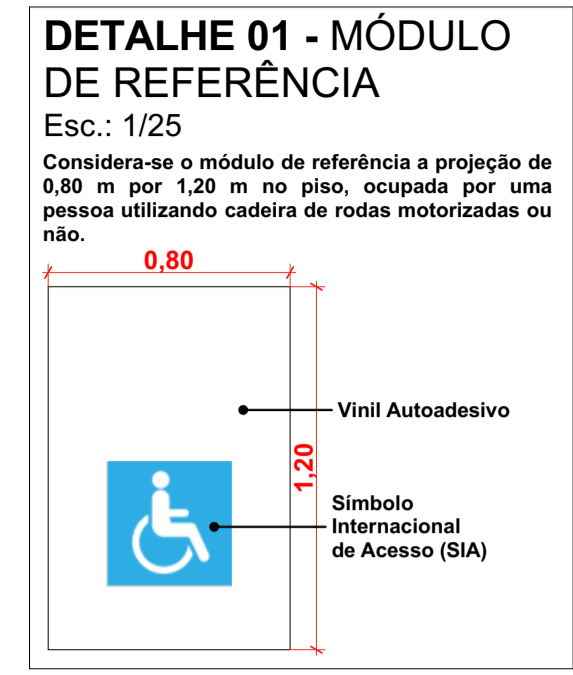 DETALHE 01 - MÓDULO
DE REFERÊNCIA
Esc.: 1/25
Considera-se o módulo de referência a projeção de
0,80 m por 1,20 m no piso, ocupada por uma
pessoa utilizando cadeira de rodas motorizadas ou
não.
0,80
Vinil Autoadesivo
1,20
Símbolo
Internacional
de Acesso (SIA)